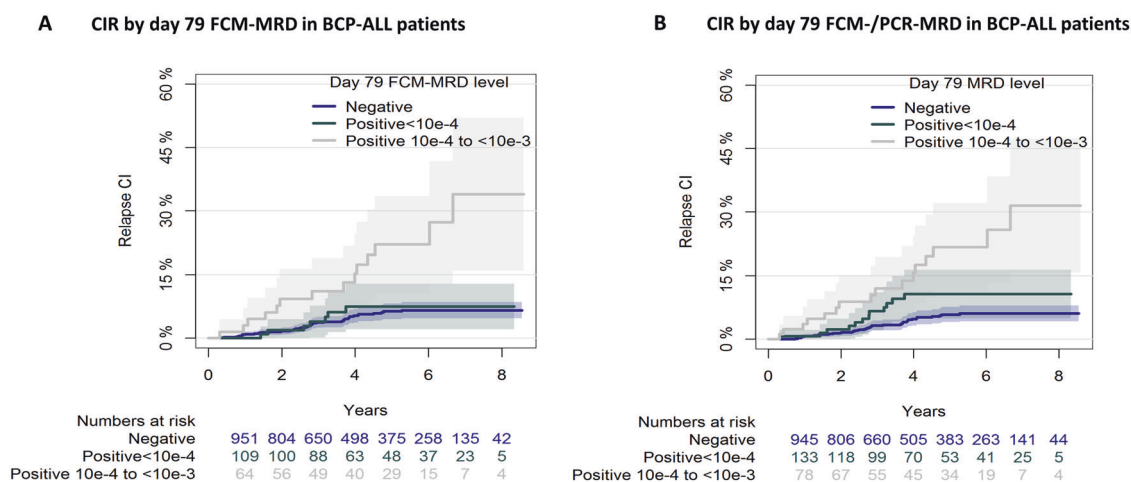 A CIR by day 79 FCM-MRD in BCP-ALL patients
Day 79 FCM-MRD level
Negative
Positive<10e-4
Positive 10e-4 to <10e-3
Relapse CI
60 %
45 %
30 %
15 %
0 %
0 2 4 6 8
Years
Numbers at risk
Negative 951 804 650 498 375 258 135 42
Positive<10e-4 109 100 88 63 48 37 23 5
Positive 10e-4 to <10e-3 64 56 49 40 29 15 7 4
B CIR by day 79 FCM-/PCR-MRD in BCP-ALL patients
Day 79 MRD level
Negative
Positive<10e-4
Positive 10e-4 to <10e-3
Relapse CI
60 %
45 %
30 %
15 %
0 %
0 2 4 6 8
Years
Numbers at risk
Negative 945 806 660 505 383 263 141 44
Positive<10e-4 133 118 99 70 53 41 25 5
Positive 10e-4 to <10e-3 78 67 55 45 34 19 7 4